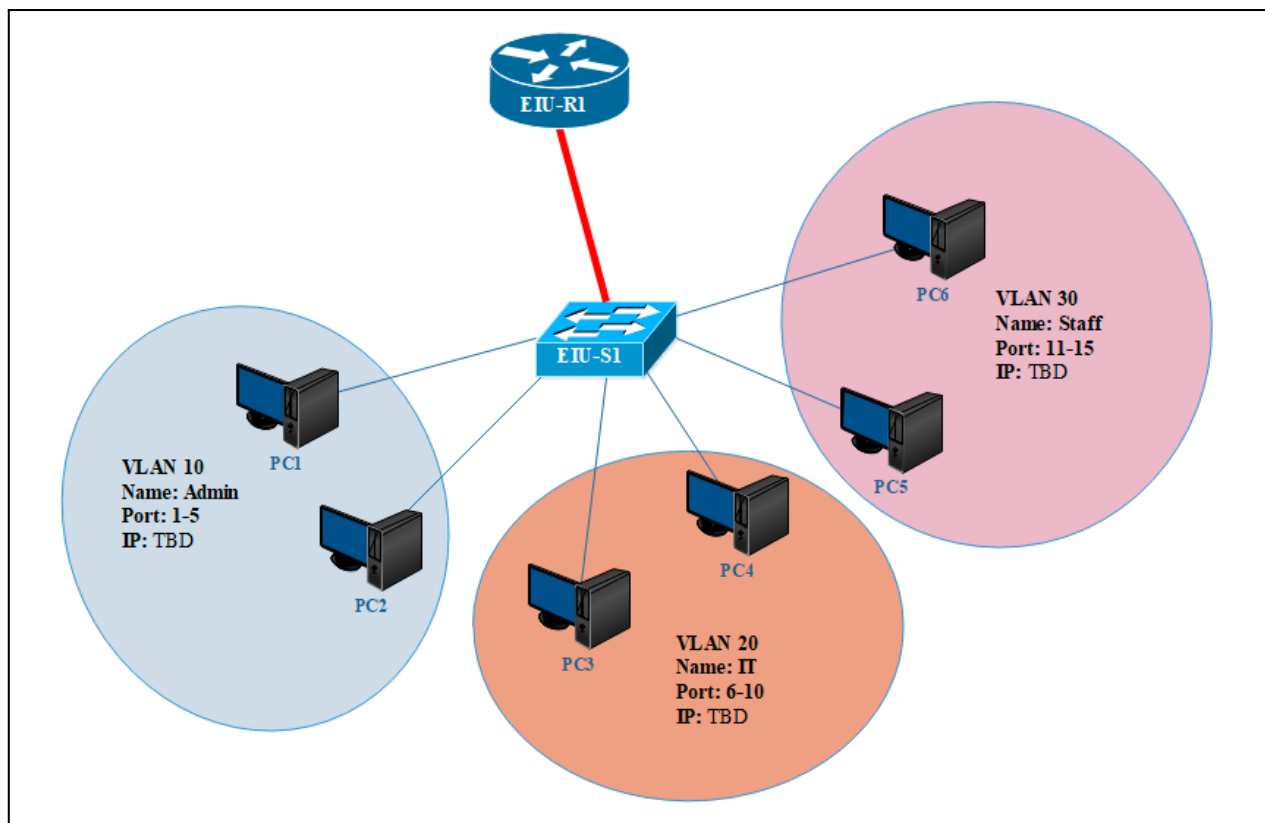 EIU-R1
EIU-S1
PC6
VLAN 30
Name: Staff
Port: 11-15
IP: TBD
PC5
PC1
VLAN 10
Name: Admin
Port: 1-5
IP: TBD
PC2
PC4
PC3
VLAN 20
Name: IT
Port: 6-10
IP: TBD